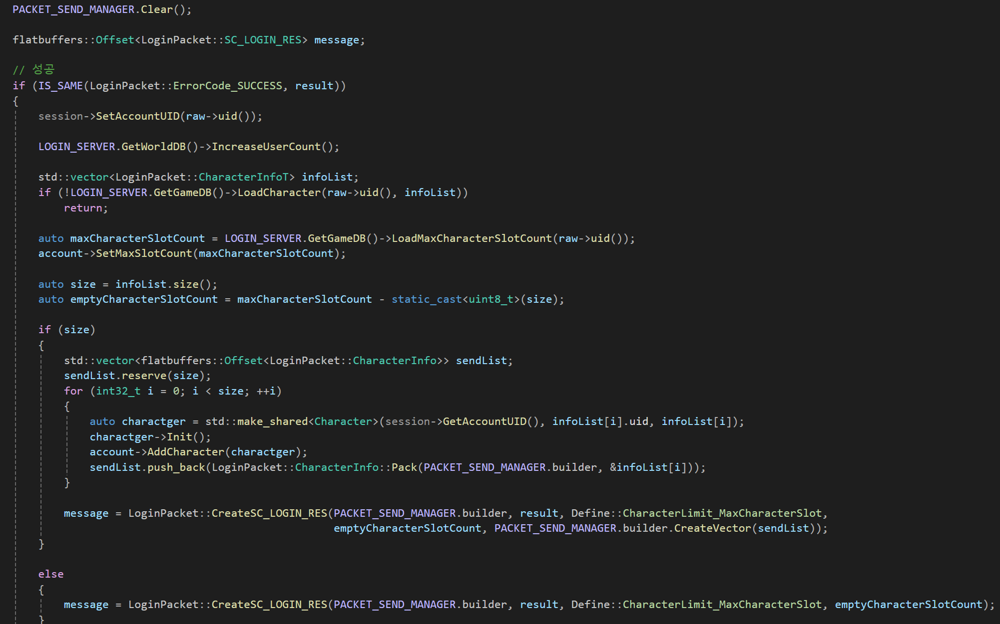 PACKET_SEND_MANAGER.Clear();
flatbuffers::Offset<LoginPacket::SC_LOGIN_RES> message;
// 성공
if (IS_SAME(LoginPacket::ErrorCode_SUCCESS, result))
{
session->SetAccountUID(raw->uid());
LOGIN_SERVER.GetWorldDB()->IncreaseUserCount();
std::vector<LoginPacket::CharacterInfoT> infoList;
if (!LOGIN_SERVER.GetGameDB()->LoadCharacter(raw->uid(), infoList))
return;
auto maxCharacterSlotCount = LOGIN_SERVER.GetGameDB()->LoadMaxCharacterSlotCount(raw->uid());
account->SetMaxSlotCount(maxCharacterSlotCount);
auto size = infoList.size();
auto emptyCharacterSlotCount = maxCharacterSlotCount - static_cast<uint8_t>(size);
if (size)
{
std::vector<flatbuffers::Offset<LoginPacket::CharacterInfo>> sendList;
sendList.reserve(size);
for (int32_t i = 0; i < size; ++i)
{
auto charactger = std::make_shared<Character>(session->GetAccountUID(), infoList[i].uid, infoList[i]);
charactger->Init();
account->AddCharacter(charactger);
sendList.push_back(LoginPacket::CharacterInfo::Pack(PACKET_SEND_MANAGER.builder, &infoList[i]));
}
message = LoginPacket::CreateSC_LOGIN_RES(PACKET_SEND_MANAGER.builder, result, Define::CharacterLimit_MaxCharacterSlot,
emptyCharacterSlotCount, PACKET_SEND_MANAGER.builder.CreateVector(sendList));
}
else
{
message = LoginPacket::CreateSC_LOGIN_RES(PACKET_SEND_MANAGER.builder, result, Define::CharacterLimit_MaxCharacterSlot, emptyCharacterSlotCount);
}